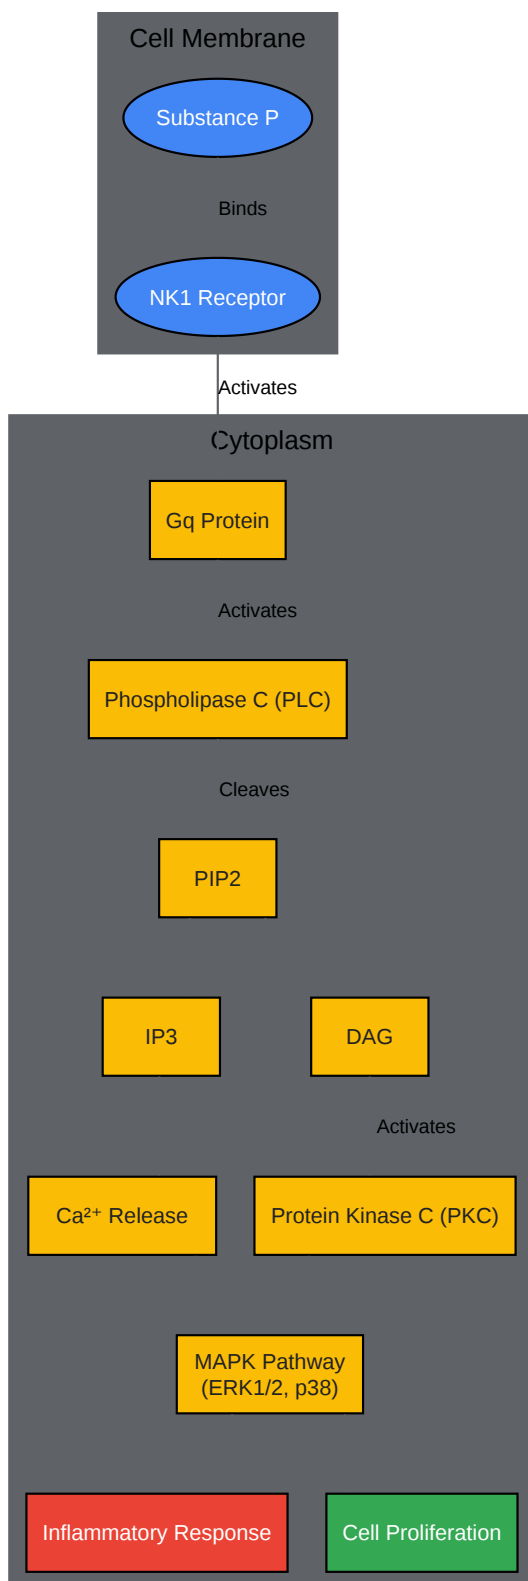 Cell Membrane
Substance P
Binds
NK1 Receptor
Activates
Cytoplasm
Gq Protein
Activates
Phospholipase C (PLC)
Cleaves
PIP2
IP3
DAG
Activates
Ca²⁺ Release
Protein Kinase C (PKC)
MAPK Pathway
(ERK1/2, p38)
Inflammatory Response
Cell Proliferation